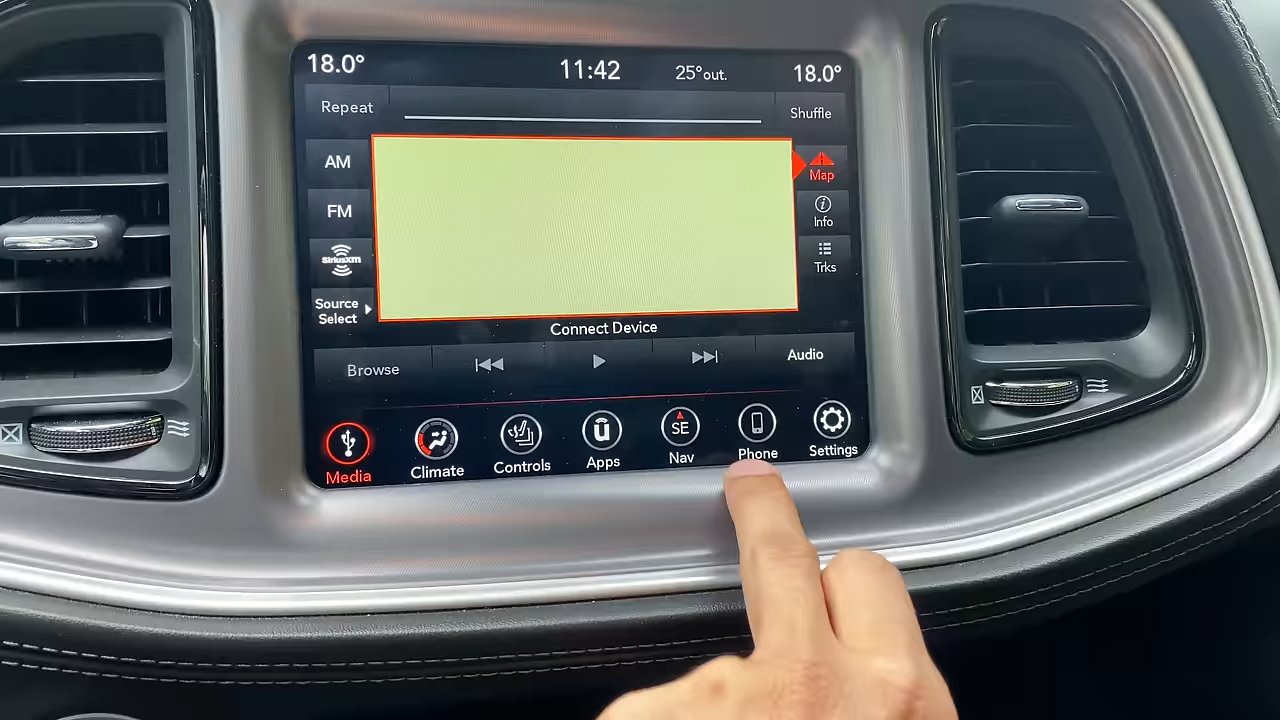 18.0° 11:42 25°out. 18.0°
Repeat Shuffle
AM Map
FM Info
SiriusXM Trks
Source
Select
Connect Device
Browse Audio
SE
Media Climate Controls Apps Nav Phone Settings